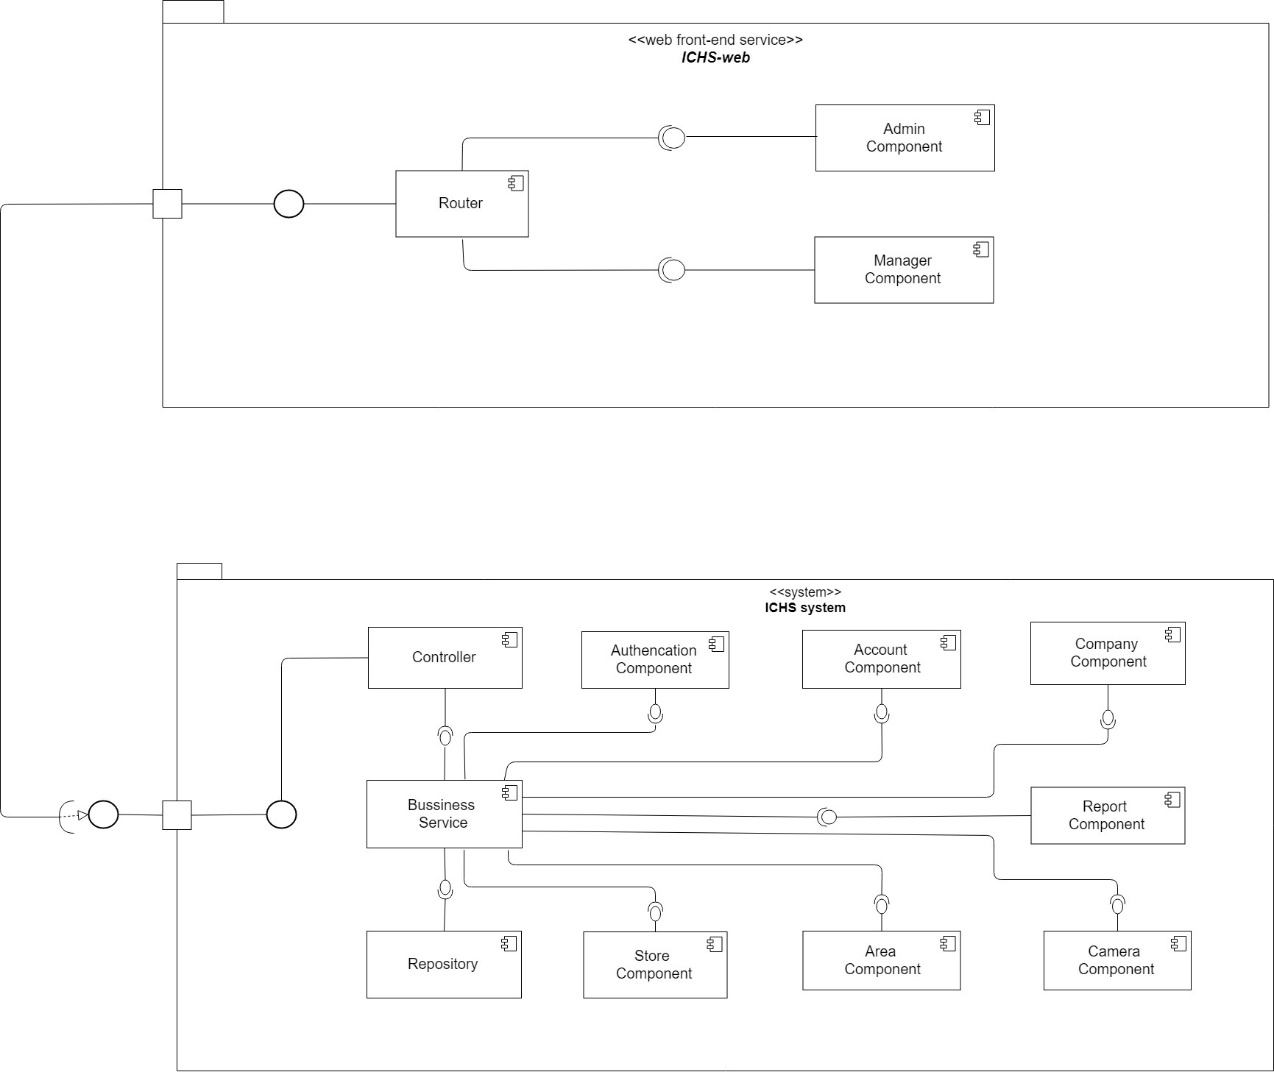 <<web front-end service>>
ICHS-web
Admin
Component
Router
Manager
Component
<<system>>
ICHS system
Controller
Authencation
Component
Account
Component
Company
Component
Bussiness
Service
Report
Component
Repository
Store
Component
Area
Component
Camera
Component